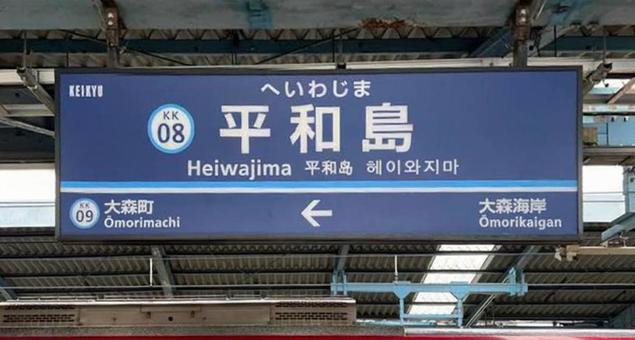 KEIKYU
へいわじま
KK
08
平和島
Heiwajima 平和岛 헤이와지마
KK
09
大森町
Ōmorimachi
←
大森海岸
Ōmorikaigan